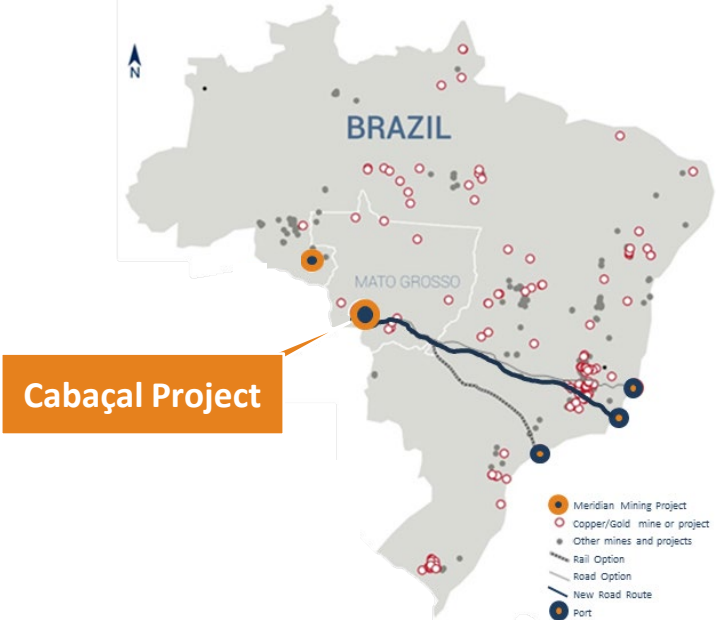 N
BRAZIL
MATO GROSSO
Cabaçal Project
Meridian Mining Project
Copper/Gold mine or project
Other mines and projects
Rail Option
Road Option
New Road Route
Port